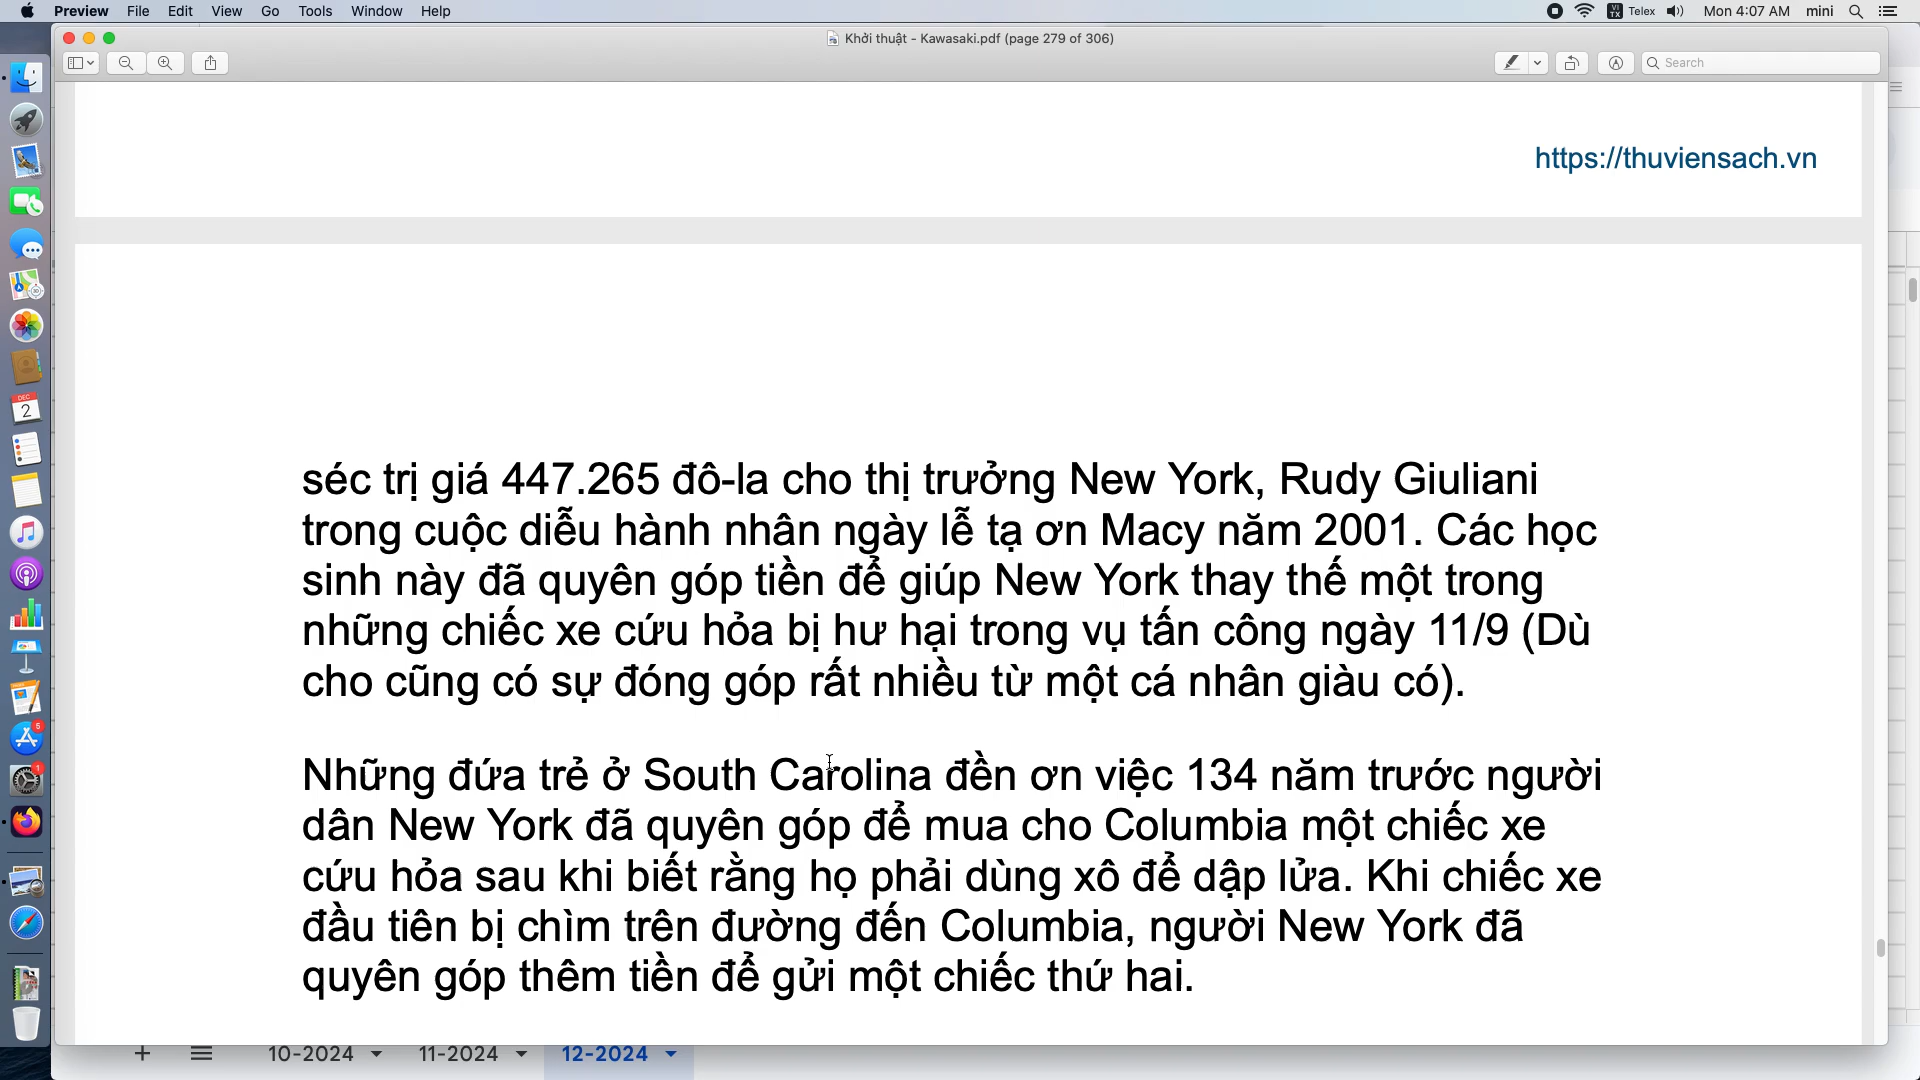 Preview File Edit View Go Tools Window Help
VI TX Telex Mon 4:07 AM mini
Khởi thuật - Kawasaki.pdf (page 279 of 306)
Search
https://thuviensach.vn
DEC
2
séc trị giá 447.265 đô-la cho thị trưởng New York, Rudy Giuliani
trong cuộc diễu hành nhân ngày lễ tạ ơn Macy năm 2001. Các học
sinh này đã quyên góp tiền để giúp New York thay thế một trong
những chiếc xe cứu hỏa bị hư hại trong vụ tấn công ngày 11/9 (Dù
cho cũng có sự đóng góp rất nhiều từ một cá nhân giàu có).
5
1
Những đứa trẻ ở South Carolina đền ơn việc 134 năm trước người
dân New York đã quyên góp để mua cho Columbia một chiếc xe
cứu hỏa sau khi biết rằng họ phải dùng xô để dập lửa. Khi chiếc xe
đầu tiên bị chìm trên đường đến Columbia, người New York đã
quyên góp thêm tiền để gửi một chiếc thứ hai.
10-2024 11-2024 12-2024